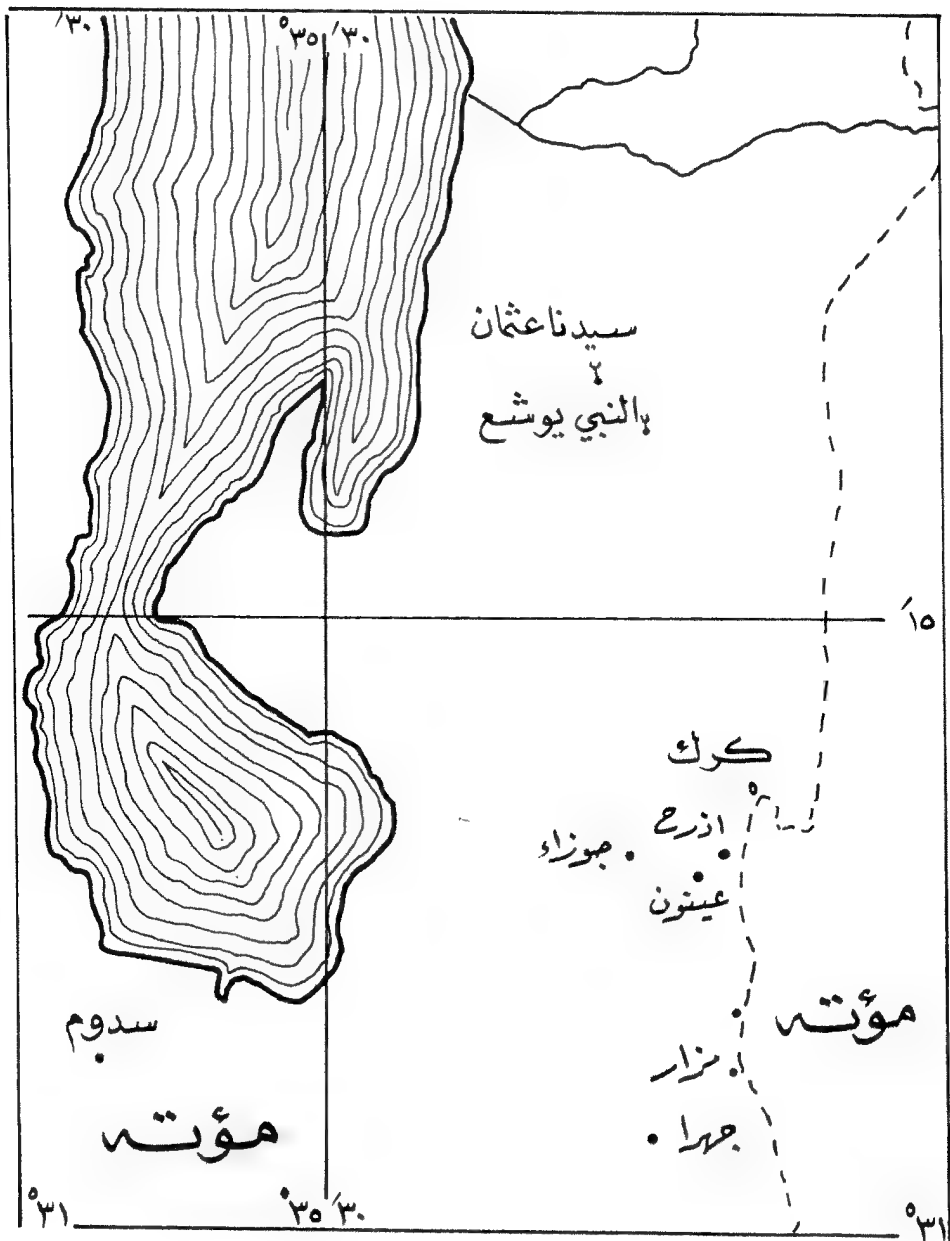 ٣٠′
٣٥° ٣٠′
سيدنا عثمان
النبي يوشع
١٥′
كرك
اذرح
جوزاء
عينون
مؤته
سدوم
مزار
مؤته
جهرا
٣١°
٣٥° ٣٠′
٣١°